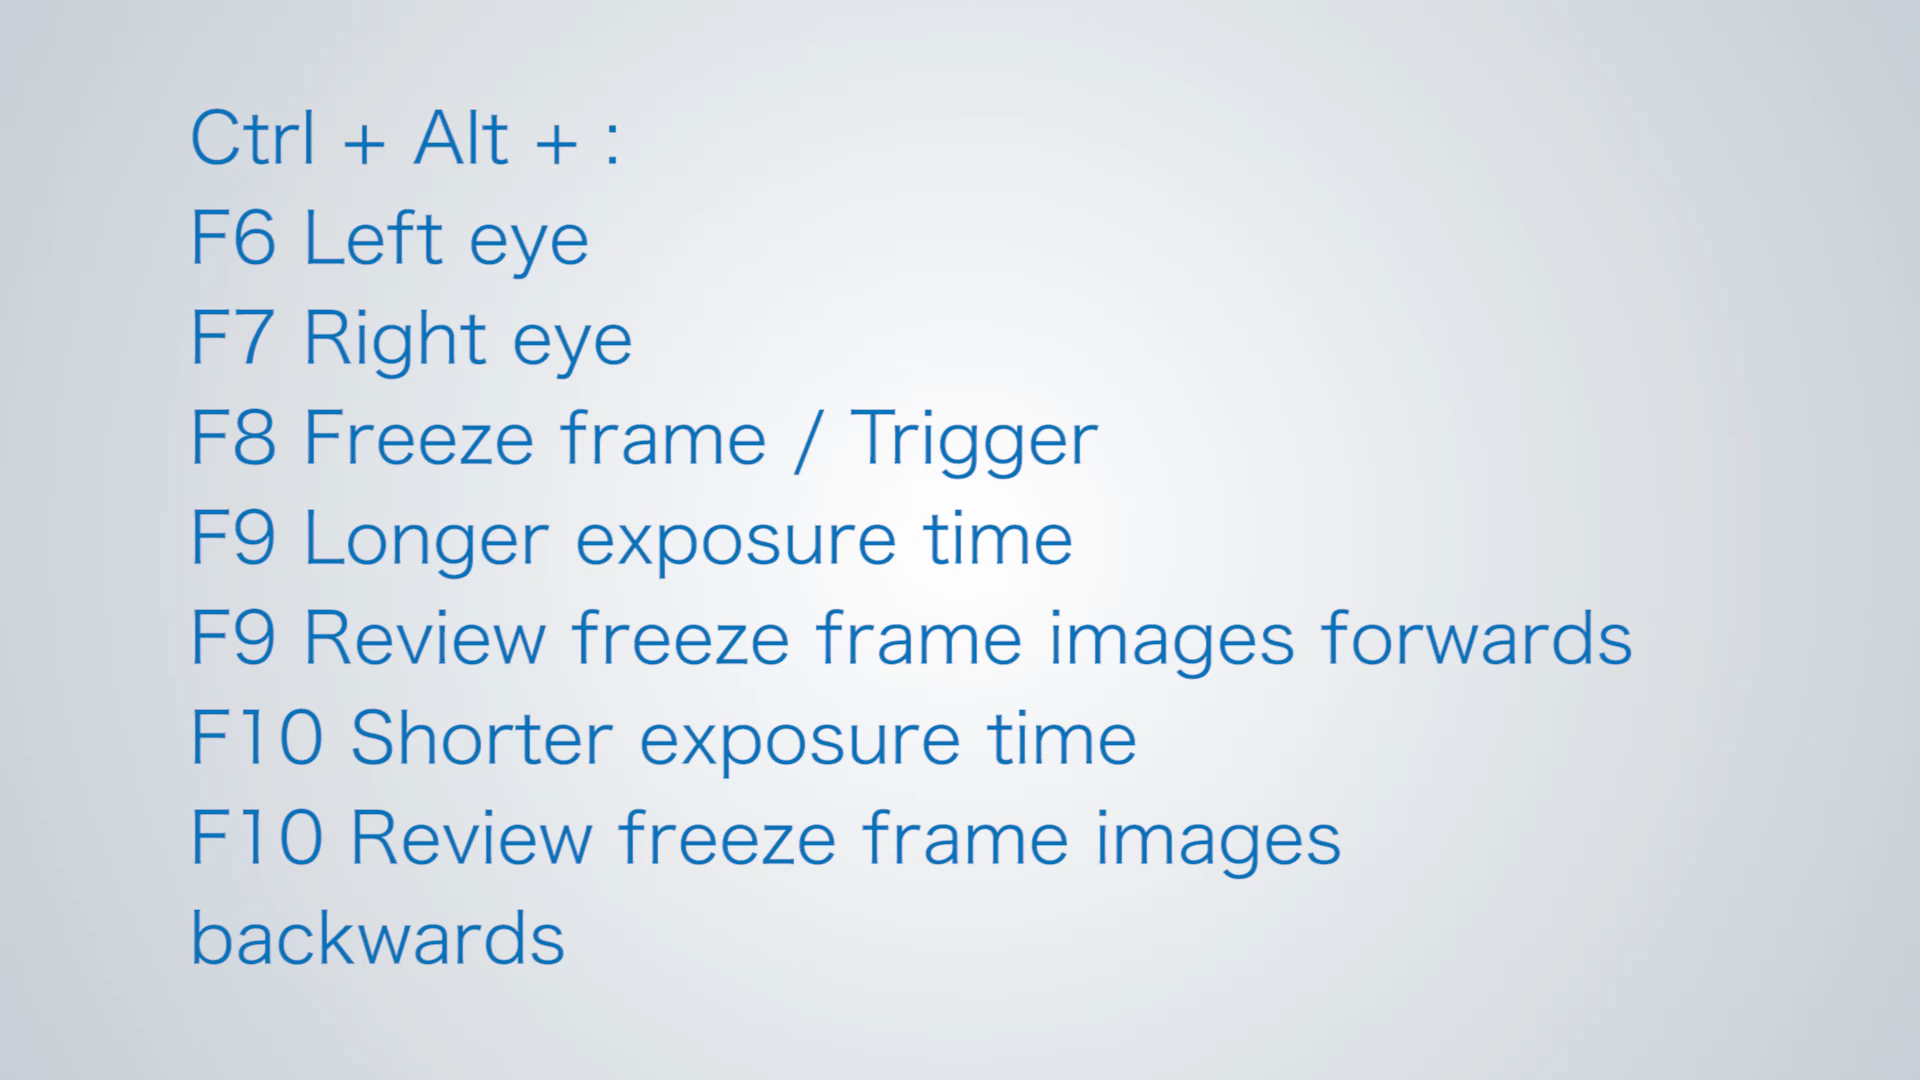 Ctrl + Alt + :
F6 Left eye
F7 Right eye
F8 Freeze frame / Trigger
F9 Longer exposure time
F9 Review freeze frame images forwards
F10 Shorter exposure time
F10 Review freeze frame images
backwards